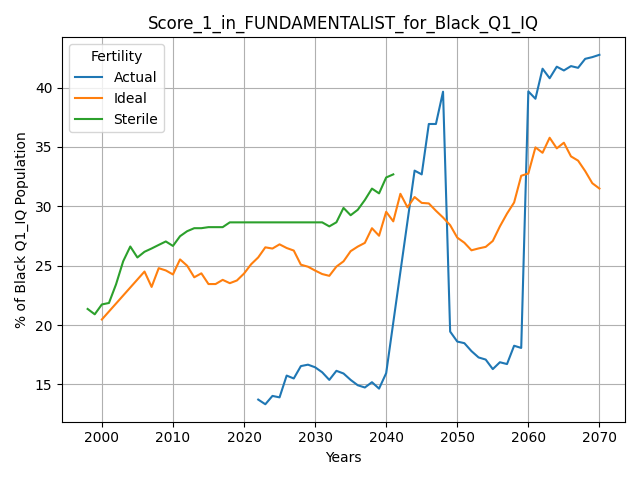 Score_1_in_FUNDAMENTALIST_for_Black_Q1_IQ
Fertility
Actual
Ideal
Sterile
% of Black Q1_IQ Population
40
35
30
25
20
15
2000 2010 2020 2030 2040 2050 2060 2070
Years